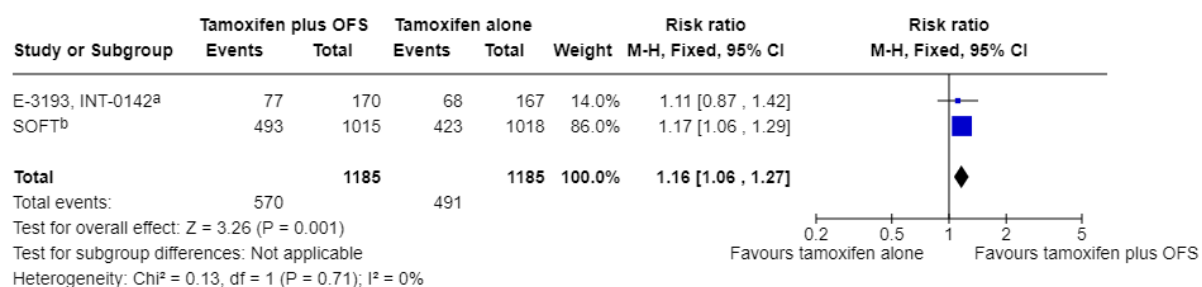 Tamoxifen plus OFS Tamoxifen alone Risk ratio Risk ratio
Study or Subgroup Events Total Events Total Weight M-H, Fixed, 95% CI M-H, Fixed, 95% CI
E-3193, INT-0142a 77 170 68 167 14.0% 1.11 [0.87 , 1.42]
SOFTb 493 1015 423 1018 86.0% 1.17 [1.06 , 1.29]
Total 1185 1185 100.0% 1.16 [1.06 , 1.27]
Total events: 570 491
Test for overall effect: Z = 3.26 (P = 0.001)
0.2 0.5 1 2 5
Test for subgroup differences: Not applicable Favours tamoxifen alone Favours tamoxifen plus OFS
Heterogeneity: Chi² = 0.13, df = 1 (P = 0.71); I² = 0%